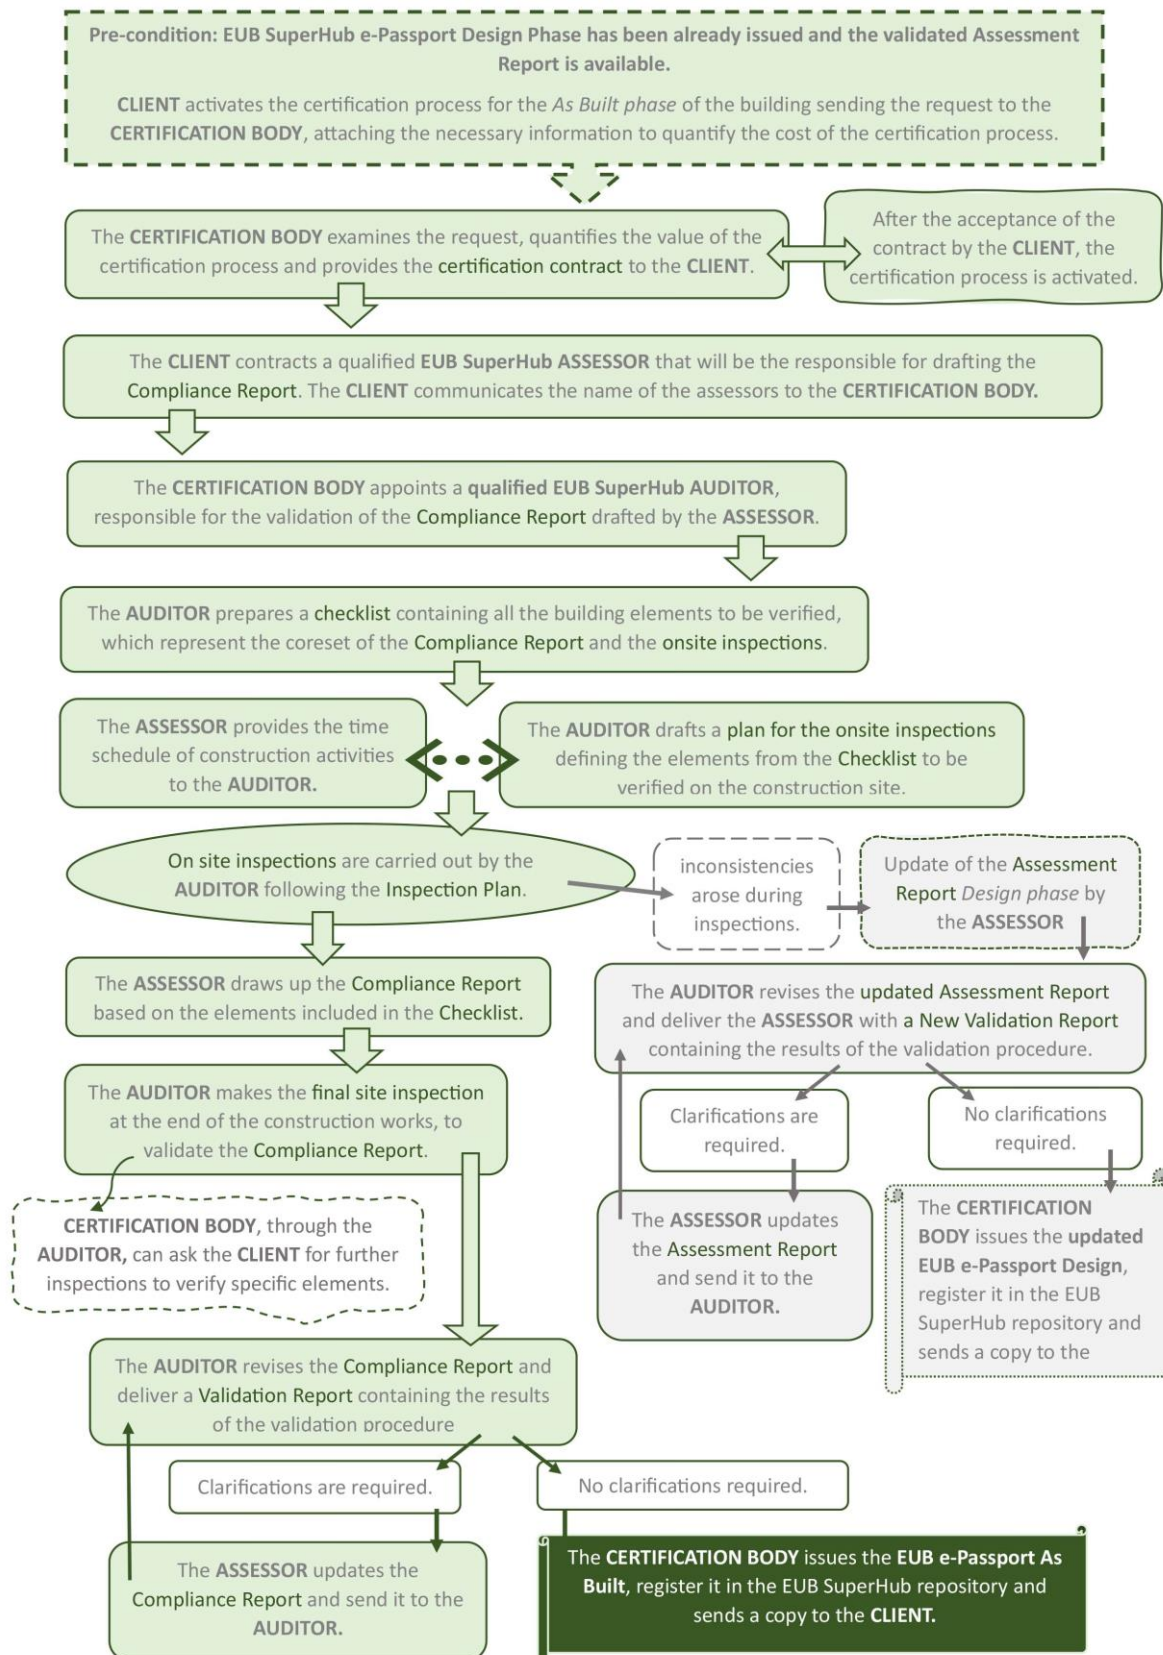 Pre-condition: EUB SuperHub e-Passport Design Phase has been already issued and the validated Assessment
Report is available.
CLIENT activates the certification process for the As Built phase of the building sending the request to the
CERTIFICATION BODY, attaching the necessary information to quantify the cost of the certification process.
The CERTIFICATION BODY examines the request, quantifies the value of the
certification process and provides the certification contract to the CLIENT.
After the acceptance of the
contract by the CLIENT, the
certification process is activated.
The CLIENT contracts a qualified EUB SuperHub ASSESSOR that will be the responsible for drafting the
Compliance Report. The CLIENT communicates the name of the assessors to the CERTIFICATION BODY.
The CERTIFICATION BODY appoints a qualified EUB SuperHub AUDITOR,
responsible for the validation of the Compliance Report drafted by the ASSESSOR.
The AUDITOR prepares a checklist containing all the building elements to be verified,
which represent the coreset of the Compliance Report and the onsite inspections.
The ASSESSOR provides the time
schedule of construction activities
to the AUDITOR.
The AUDITOR drafts a plan for the onsite inspections
defining the elements from the Checklist to be
verified on the construction site.
On site inspections are carried out by the
AUDITOR following the Inspection Plan.
inconsistencies
arose during
inspections.
Update of the Assessment
Report Design phase by
the ASSESSOR
The ASSESSOR draws up the Compliance Report
based on the elements included in the Checklist.
The AUDITOR revises the updated Assessment Report
and deliver the ASSESSOR with a New Validation Report
containing the results of the validation procedure.
The AUDITOR makes the final site inspection
at the end of the construction works, to
validate the Compliance Report.
Clarifications are
required.
No clarifications
required.
CERTIFICATION BODY, through the
AUDITOR, can ask the CLIENT for further
inspections to verify specific elements.
The ASSESSOR updates
the Assessment Report
and send it to the
AUDITOR.
The CERTIFICATION
BODY issues the updated
EUB e-Passport Design,
register it in the EUB
SuperHub repository and
sends a copy to the
The AUDITOR revises the Compliance Report and
deliver a Validation Report containing the results
of the validation procedure
Clarifications are required.
No clarifications required.
The ASSESSOR updates the
Compliance Report and send it to the
AUDITOR.
The CERTIFICATION BODY issues the EUB e-Passport As
Built, register it in the EUB SuperHub repository and
sends a copy to the CLIENT.